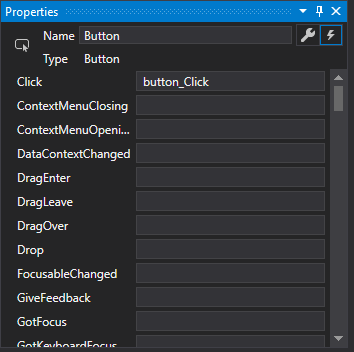 Properties
Name Button
Type Button
Click button_Click
ContextMenuClosing
ContextMenuOpeni...
DataContextChanged
DragEnter
DragLeave
DragOver
Drop
FocusableChanged
GiveFeedback
GotFocus
GotKeyboardFocus